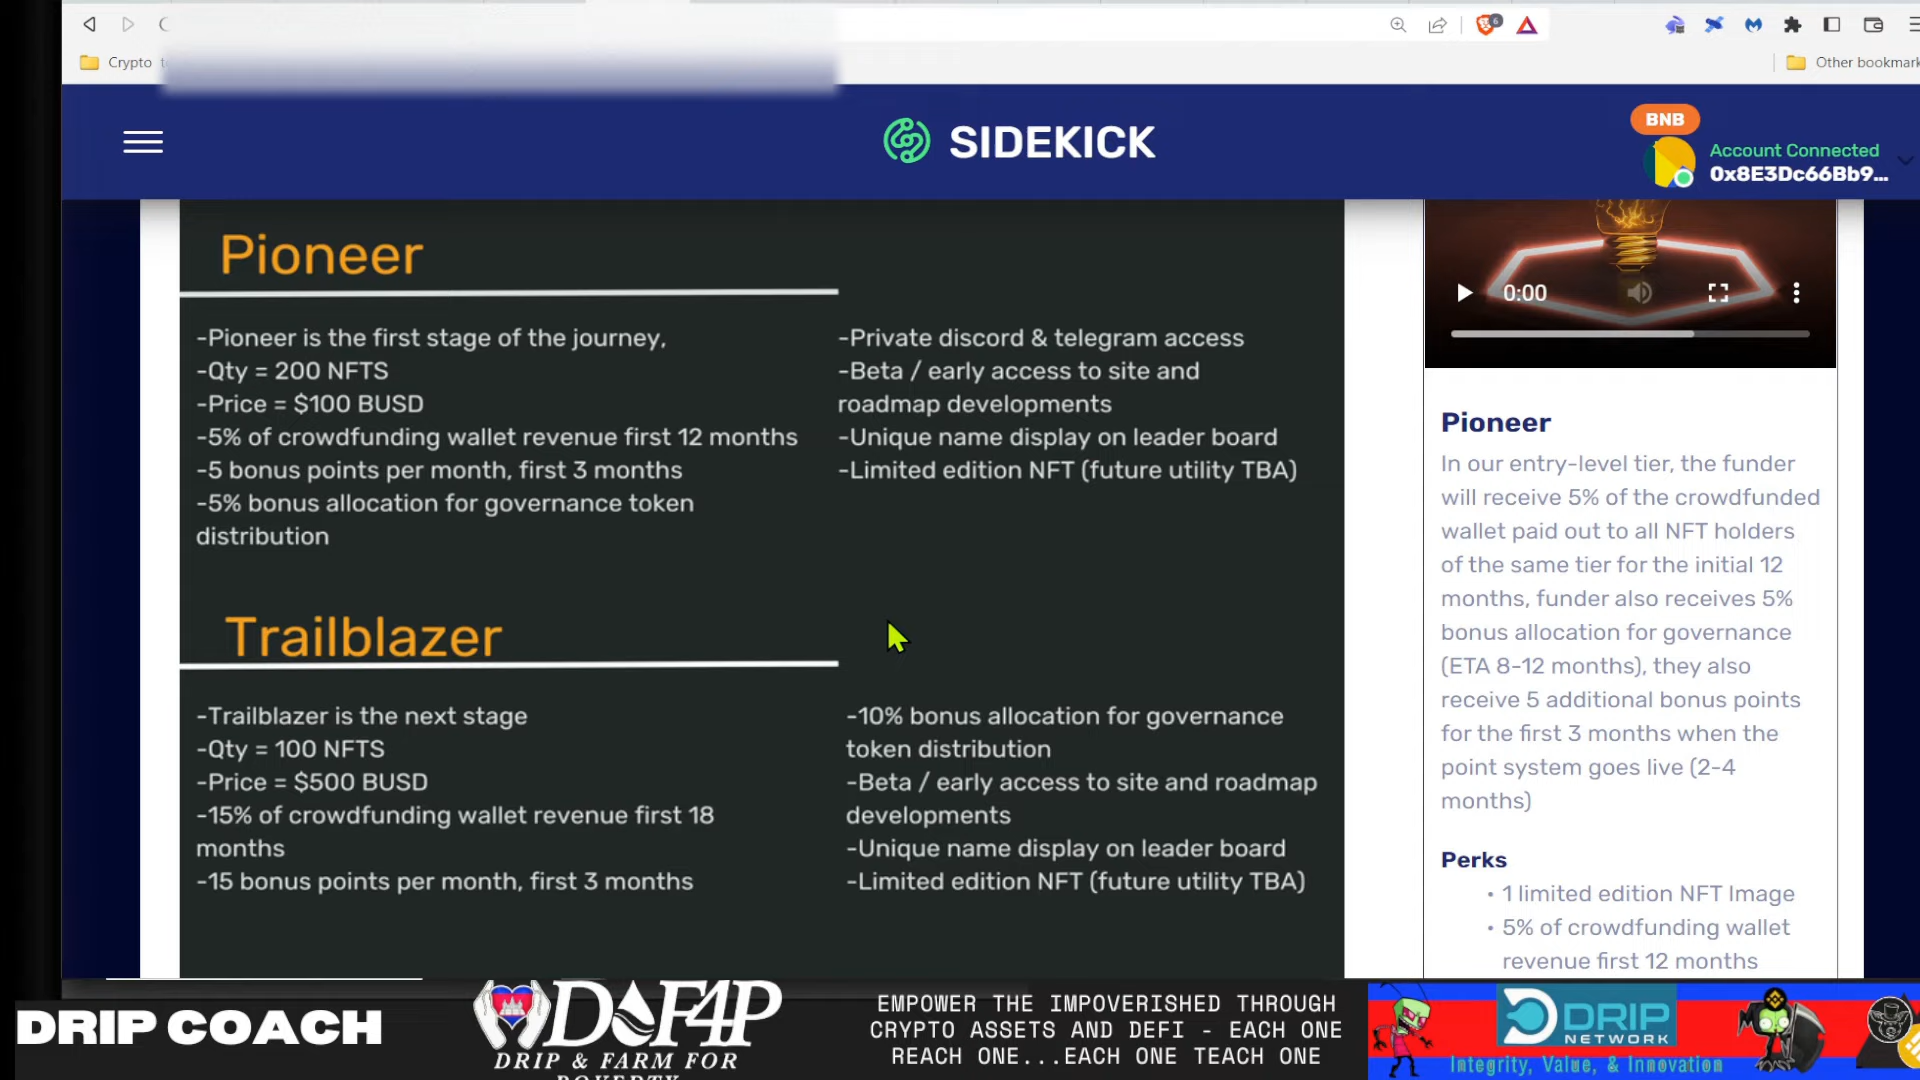 6
Crypto
Other bookmark
SIDEKICK
BNB
Account Connected
0x8E3Dc66Bb9...
Pioneer
-Pioneer is the first stage of the journey,
-Qty = 200 NFTS
-Price = $100 BUSD
-5% of crowdfunding wallet revenue first 12 months
-5 bonus points per month, first 3 months
-5% bonus allocation for governance token
distribution
-Private discord & telegram access
-Beta / early access to site and
roadmap developments
-Unique name display on leader board
-Limited edition NFT (future utility TBA)
Trailblazer
-Trailblazer is the next stage
-Qty = 100 NFTS
-Price = $500 BUSD
-15% of crowdfunding wallet revenue first 18
months
-15 bonus points per month, first 3 months
-10% bonus allocation for governance
token distribution
-Beta / early access to site and roadmap
developments
-Unique name display on leader board
-Limited edition NFT (future utility TBA)
0:00
Pioneer
In our entry-level tier, the funder
will receive 5% of the crowdfunded
wallet paid out to all NFT holders
of the same tier for the initial 12
months, funder also receives 5%
bonus allocation for governance
(ETA 8-12 months), they also
receive 5 additional bonus points
for the first 3 months when the
point system goes live (2-4
months)
Perks
• 1 limited edition NFT Image
• 5% of crowdfunding wallet
revenue first 12 months
DRIP COACH
DF4P
DRIP & FARM FOR
POVERTY
EMPOWER THE IMPOVERISHED THROUGH
CRYPTO ASSETS AND DEFI - EACH ONE
REACH ONE...EACH ONE TEACH ONE
DRIP
NETWORK
Integrity, Value, & Innovation